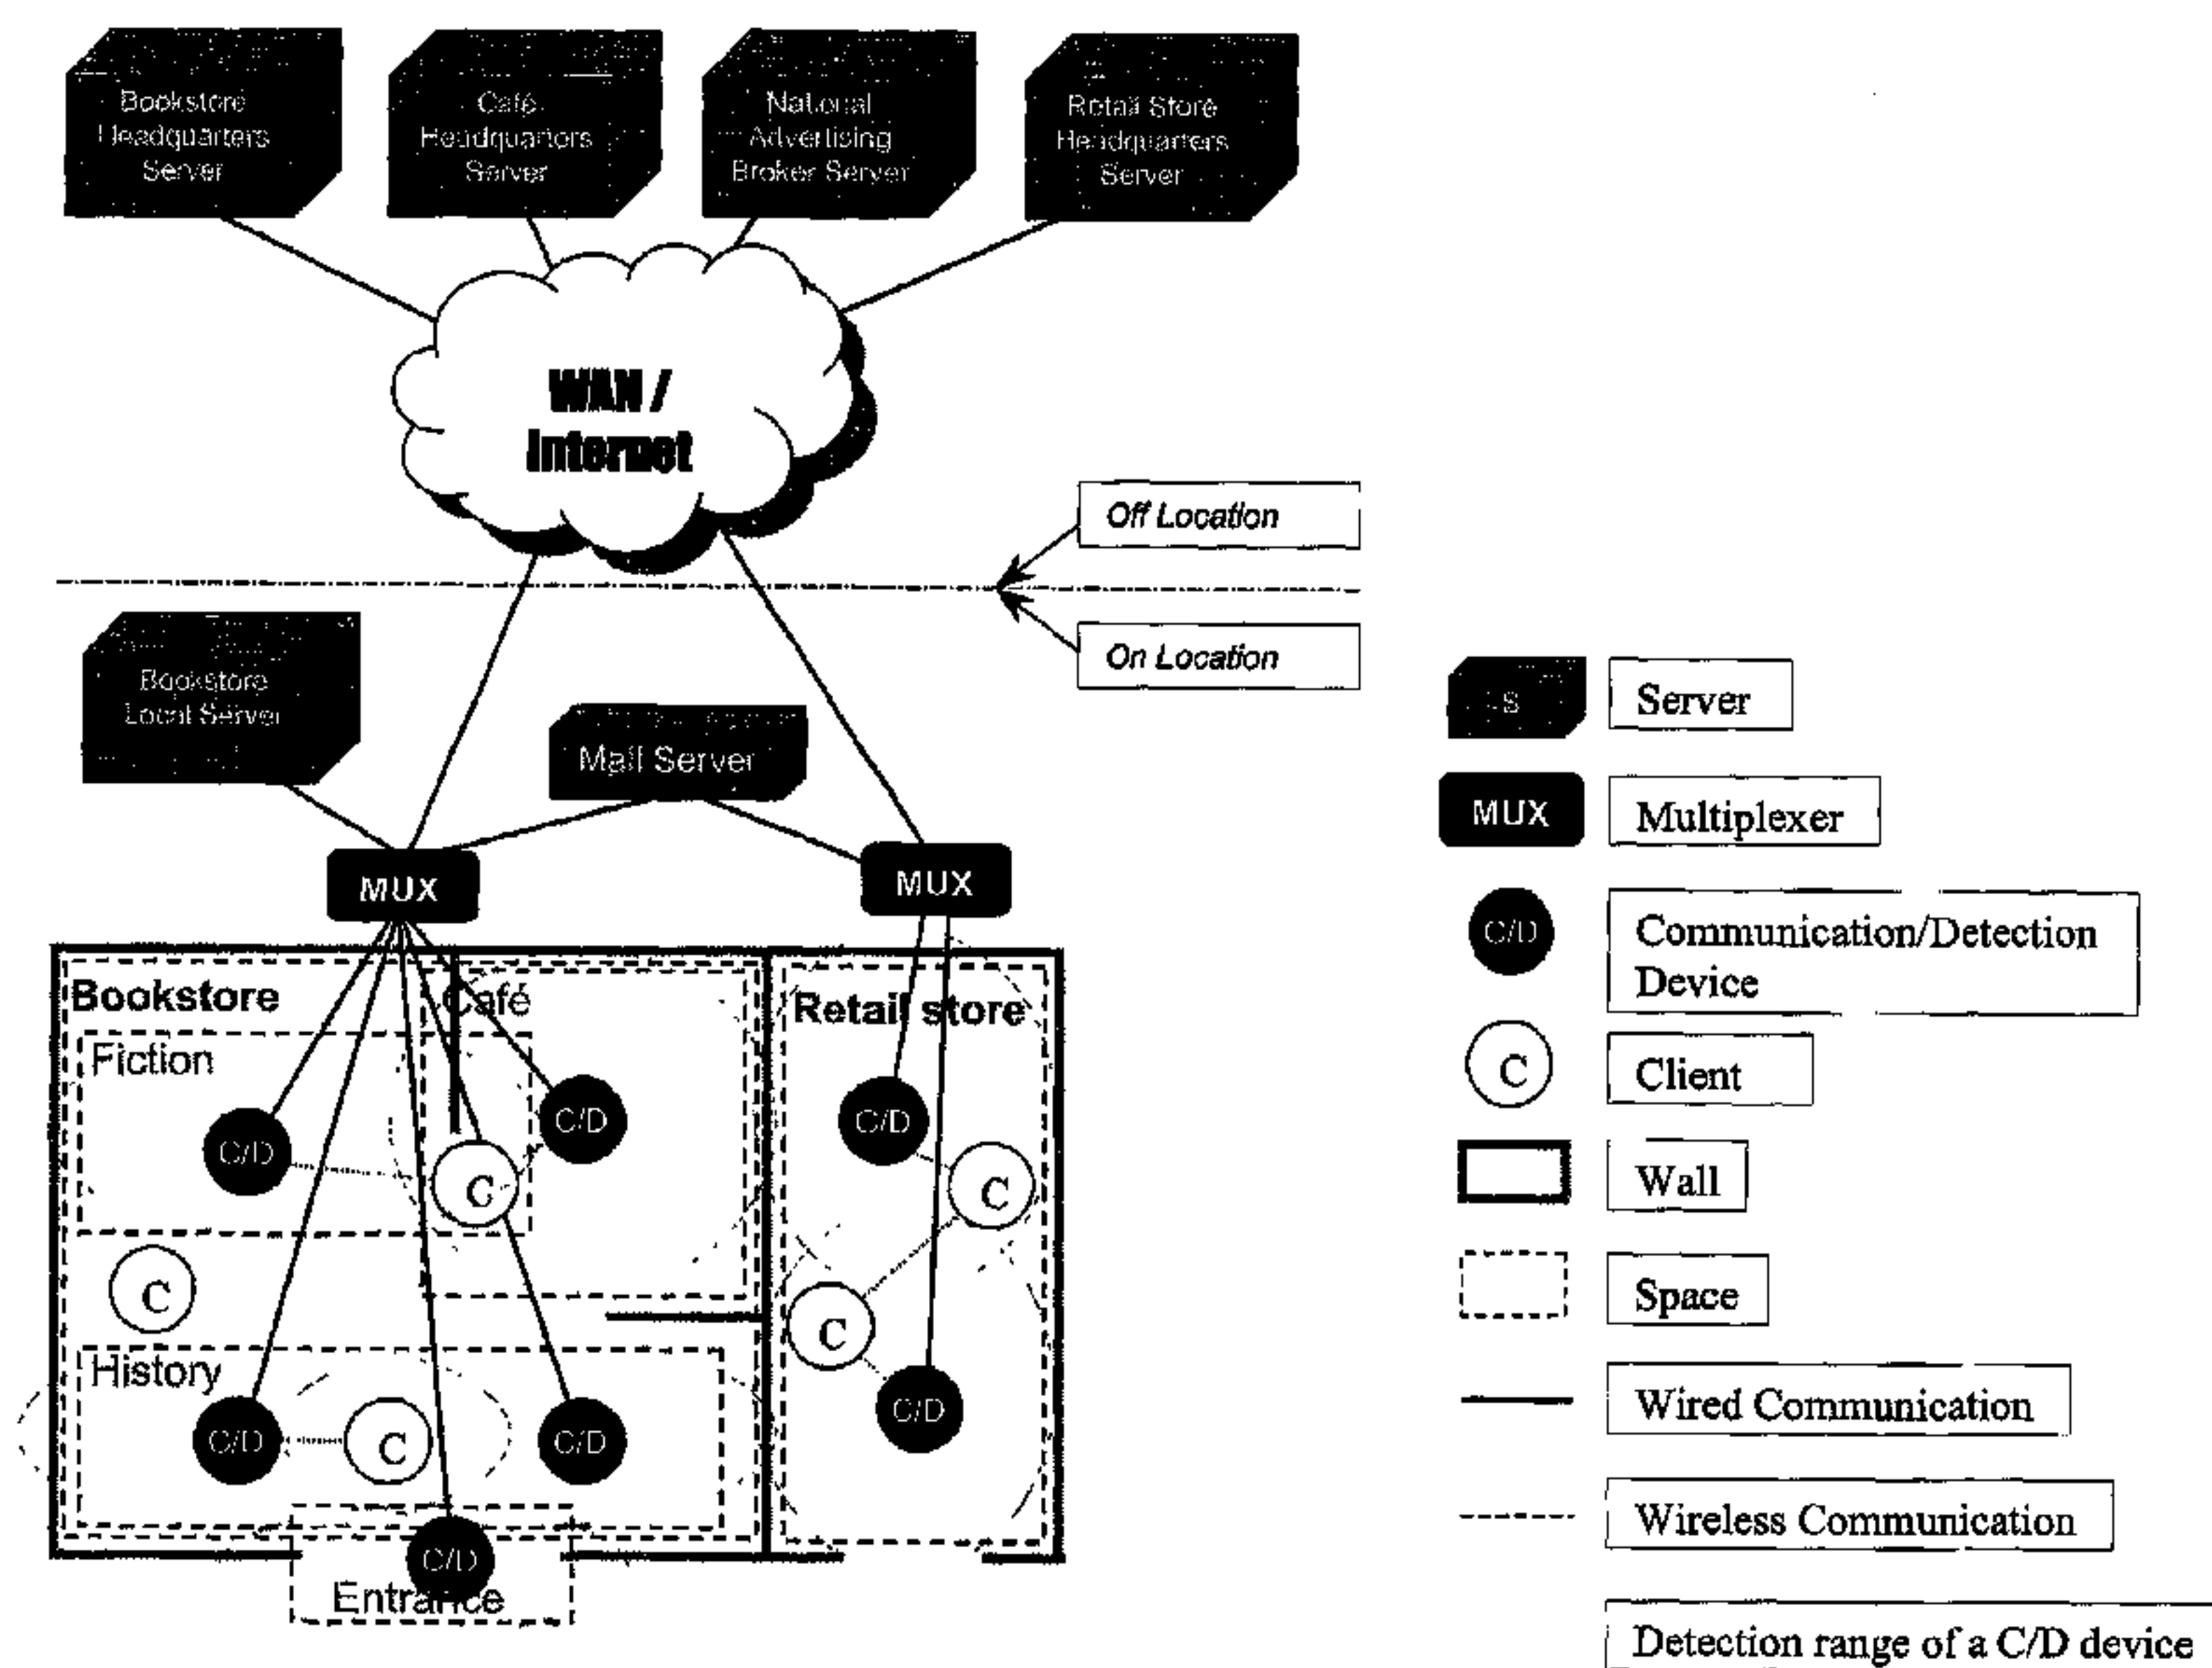 Bookstore
Headquarters
Server
Café
Headquarters
Server
National
Advertising
Broker Server
Retail Store
Headquarters
Server
WAN /
Internet
Off Location
On Location
Bookstore
Local Server
Mall Server
MUX
MUX
Bookstore
Café
Retail store
Fiction
C/D
C/D
C/D
C
C
C
C
History
C/D
C
C/D
C/D
C/D
Entrance
S
Server
MUX
Multiplexer
C/D
Communication/Detection
Device
C
Client
Wall
Space
Wired Communication
Wireless Communication
Detection range of a C/D device